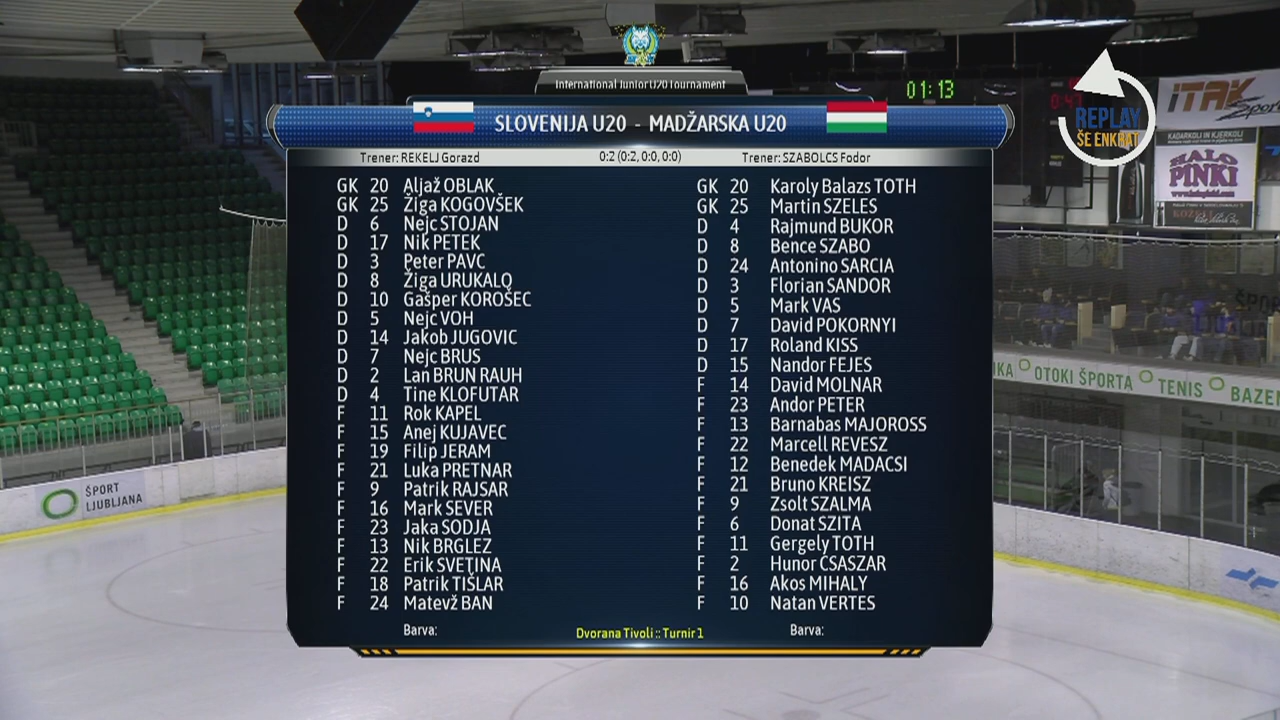 International Junior U20 Tournament
01:13
SLOVENIJA U20 - MADŽARSKA U20
REPLAY
ŠE ENKRAT
Trener: REKELJ Gorazd
0:2 (0:2, 0:0, 0:0)
Trener: SZABOLCS Fodor
GK 20 Aljaž OBLAK
GK 25 Žiga KOGOVŠEK
D 6 Nejc STOJAN
D 17 Nik PETEK
D 3 Peter PAVC
D 8 Žiga URUKALO
D 10 Gašper KOROŠEC
D 5 Nejc VOH
D 14 Jakob JUGOVIC
D 7 Nejc BRUS
D 2 Lan BRUN RAUH
D 4 Tine KLOFUTAR
F 11 Rok KAPEL
F 15 Anej KUJAVEC
F 19 Filip JERAM
F 21 Luka PRETNAR
F 9 Patrik RAJSAR
F 16 Mark SEVER
F 23 Jaka SODJA
F 13 Nik BRGLEZ
F 22 Erik SVETINA
F 18 Patrik TIŠLAR
F 24 Matevž BAN
Barva:
GK 20 Karoly Balazs TOTH
GK 25 Martin SZELES
D 4 Rajmund BUKOR
D 8 Bence SZABO
D 24 Antonino SARCIA
D 3 Florian SANDOR
D 5 Mark VAS
D 7 David POKORNYI
D 17 Roland KISS
D 15 Nandor FEJES
F 14 David MOLNAR
F 23 Andor PETER
F 13 Barnabas MAJOROSS
F 22 Marcell REVESZ
F 12 Benedek MADACSI
F 21 Bruno KREISZ
F 9 Zsolt SZALMA
F 6 Donat SZITA
F 11 Gergely TOTH
F 2 Hunor CSASZAR
F 16 Akos MIHALY
F 10 Natan VERTES
Barva:
Dvorana Tivoli :: Turnir 1
ITAK
Šport
KADARKOLI IN KJERKOLI
HALO
PINKI
OTOKI ŠPORTA
TENIS
ŠPORT
LJUBLJANA